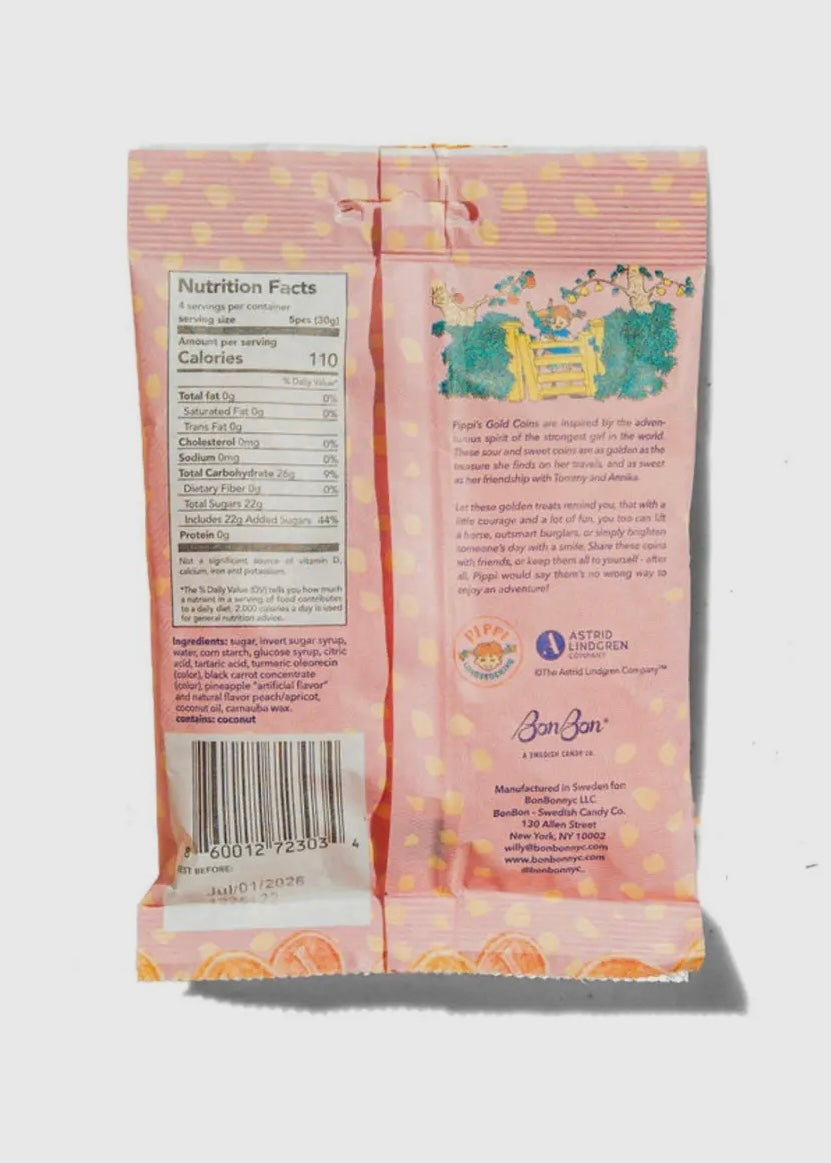 Nutrition Facts
4 servings per container
serving size 5pcs (30g)
Amount per serving
Calories 110
% Daily Value*
Total fat 0g 0%
Saturated Fat 0g 0%
Trans Fat 0g
Cholesterol 0mg 0%
Sodium 0mg 0%
Total Carbohydrate 26g 9%
Dietary Fiber 0g 0%
Total Sugars 22g
Includes 22g Added Sugars 44%
Protein 0g
Not a significant source of vitamin D,
calcium, iron and potassium.
*The % Daily Value (DV) tells you how much
a nutrient in a serving of food contributes
to a daily diet. 2,000 calories a day is used
for general nutrition advice.
Ingredients: sugar, invert sugar syrup,
water, corn starch, glucose syrup, citric
acid, tartaric acid, turmeric oleorecin
(color), black carrot concentrate
(color), pineapple "artificial flavor"
and natural flavor peach/apricot,
coconut oil, carnauba wax.
contains: coconut
8 60012 72303 4
BEST BEFORE:
Jul/01/2026
Pippi's Gold Coins are inspired by the adven-
turous spirit of the strongest girl in the world.
These sour and sweet coins are as golden as the
treasure she finds on her travels, and as sweet
as her friendship with Tommy and Annika.
Let these golden treats remind you, that with a
little courage and a lot of fun, you too can lift
a horse, outsmart burglars, or simply brighten
someone's day with a smile. Share these coins
with friends, or keep them all to yourself - after
all, Pippi would say there's no wrong way to
enjoy an adventure!
PIPPI
LONGSTOCKING
A
ASTRID
LINDGREN
COMPANY
©The Astrid Lindgren Company™
BonBon®
A SWEDISH CANDY CO.
Manufactured in Sweden for:
BonBonnyc LLC
BonBon - Swedish Candy Co.
130 Allen Street
New York, NY 10002
willy@bonbonnyc.com
www.bonbonnyc.com
@bonbonnyc